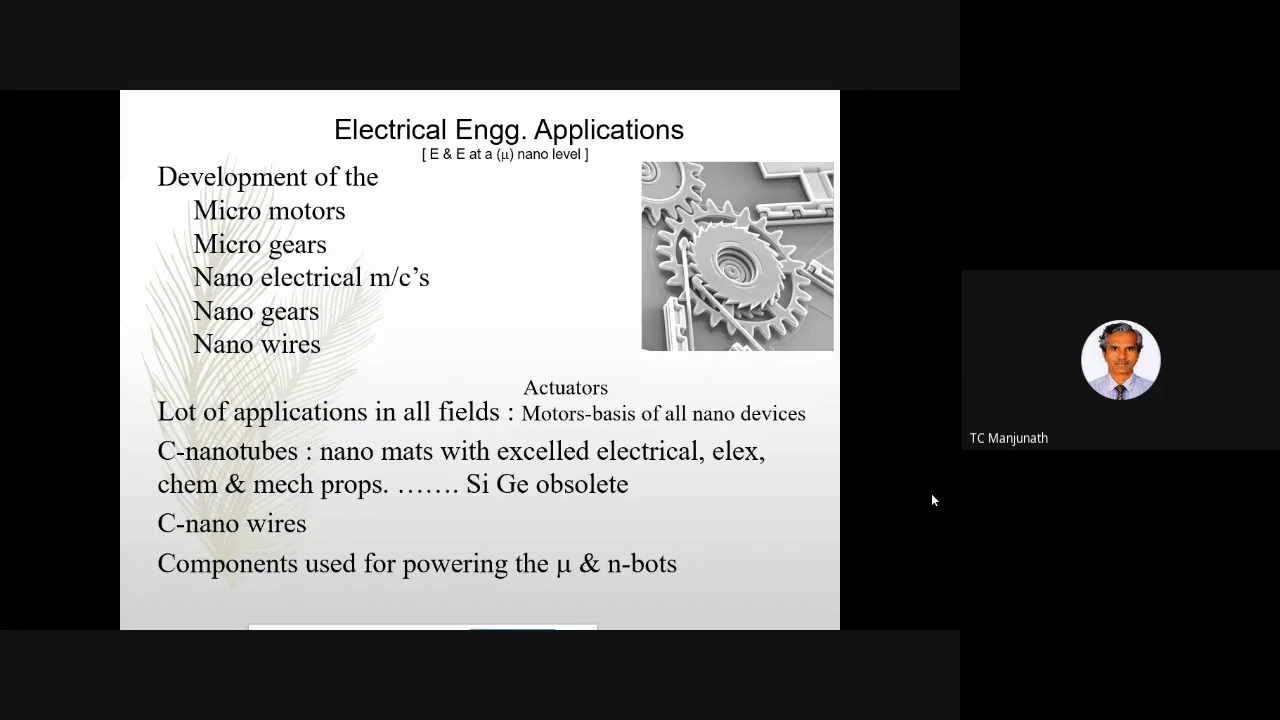 Electrical Engg. Applications
[ E & E at a (μ) nano level ]
Development of the
Micro motors
Micro gears
Nano electrical m/c’s
Nano gears
Nano wires
Actuators
Lot of applications in all fields : Motors-basis of all nano devices
C-nanotubes : nano mats with excelled electrical, elex,
chem & mech props. ……. Si Ge obsolete
C-nano wires
Components used for powering the μ & n-bots
TC Manjunath